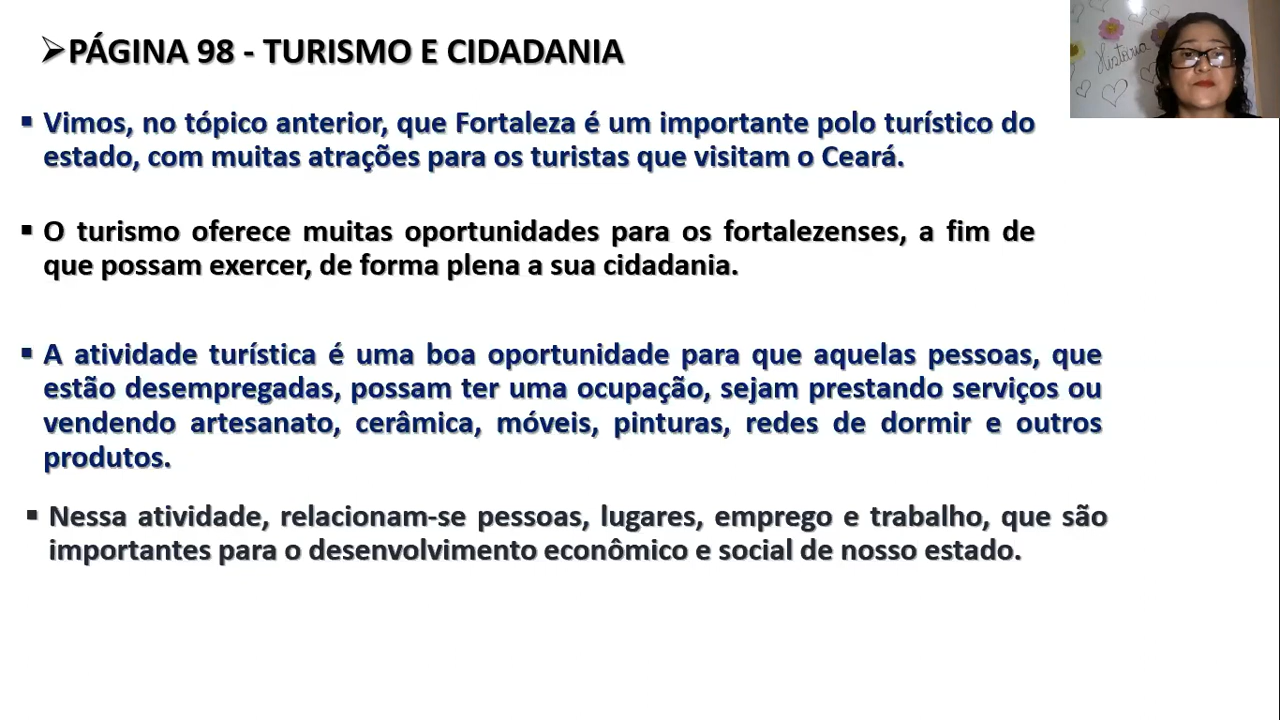 ➢PÁGINA 98 - TURISMO E CIDADANIA
História
▪ Vimos, no tópico anterior, que Fortaleza é um importante polo turístico do
estado, com muitas atrações para os turistas que visitam o Ceará.
▪ O turismo oferece muitas oportunidades para os fortalezenses, a fim de
que possam exercer, de forma plena a sua cidadania.
▪ A atividade turística é uma boa oportunidade para que aquelas pessoas, que
estão desempregadas, possam ter uma ocupação, sejam prestando serviços ou
vendendo artesanato, cerâmica, móveis, pinturas, redes de dormir e outros
produtos.
▪ Nessa atividade, relacionam-se pessoas, lugares, emprego e trabalho, que são
importantes para o desenvolvimento econômico e social de nosso estado.